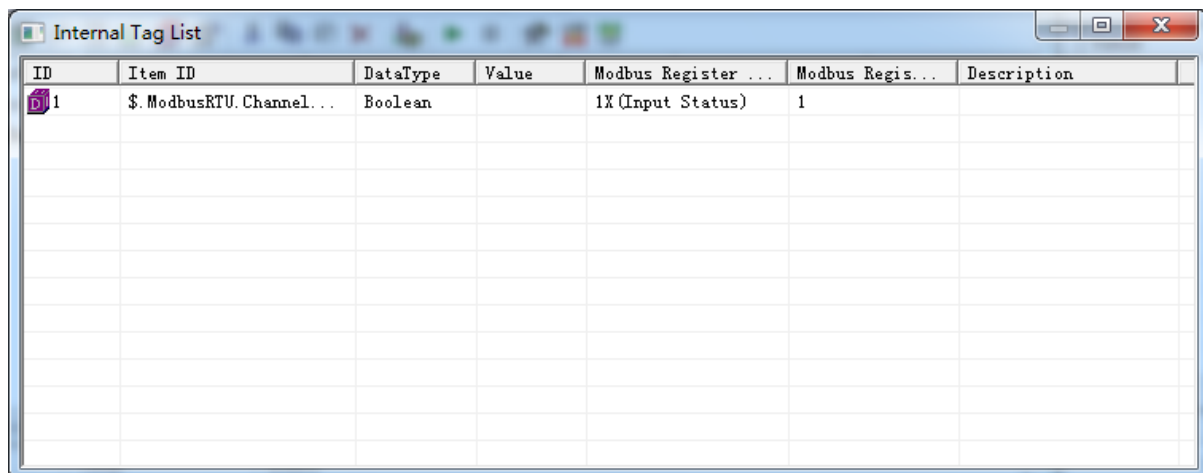 Internal Tag List
ID Item ID DataType Value Modbus Register ... Modbus Regis... Description
D 1 $.ModbusRTU.Channel... Boolean 1X(Input Status) 1